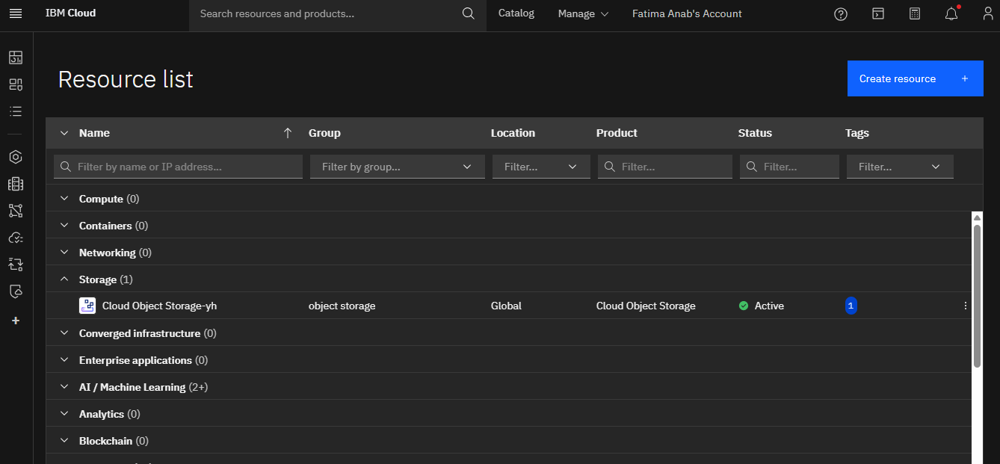 IBM Cloud
Search resources and products...
Catalog
Manage
Fatima Anab's Account
Resource list
Create resource +
Name Group Location Product Status Tags
Filter by name or IP address... Filter by group... Filter... Filter... Filter... Filter...
Compute (0)
Containers (0)
Networking (0)
Storage (1)
Cloud Object Storage-yh object storage Global Cloud Object Storage Active 1
Converged infrastructure (0)
Enterprise applications (0)
AI / Machine Learning (2+)
Analytics (0)
Blockchain (0)